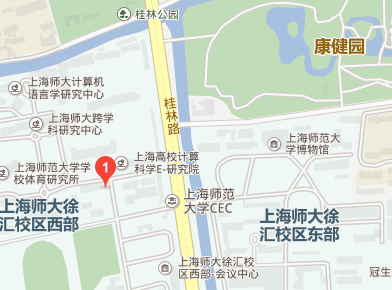 桂林公园
康健园
上海师大计算机
语言学研究中心
桂林路
上海师大跨学
科研究中心
上海师范大
学博物馆
上海高校计算
科学E-研究院
上海师范大学学
校体育研究所
1
上海师范
大学CEC
上海师大徐
汇校区西部
上海师大徐
汇校区东部
上海师大徐汇校
区西部-会议中心
冠生